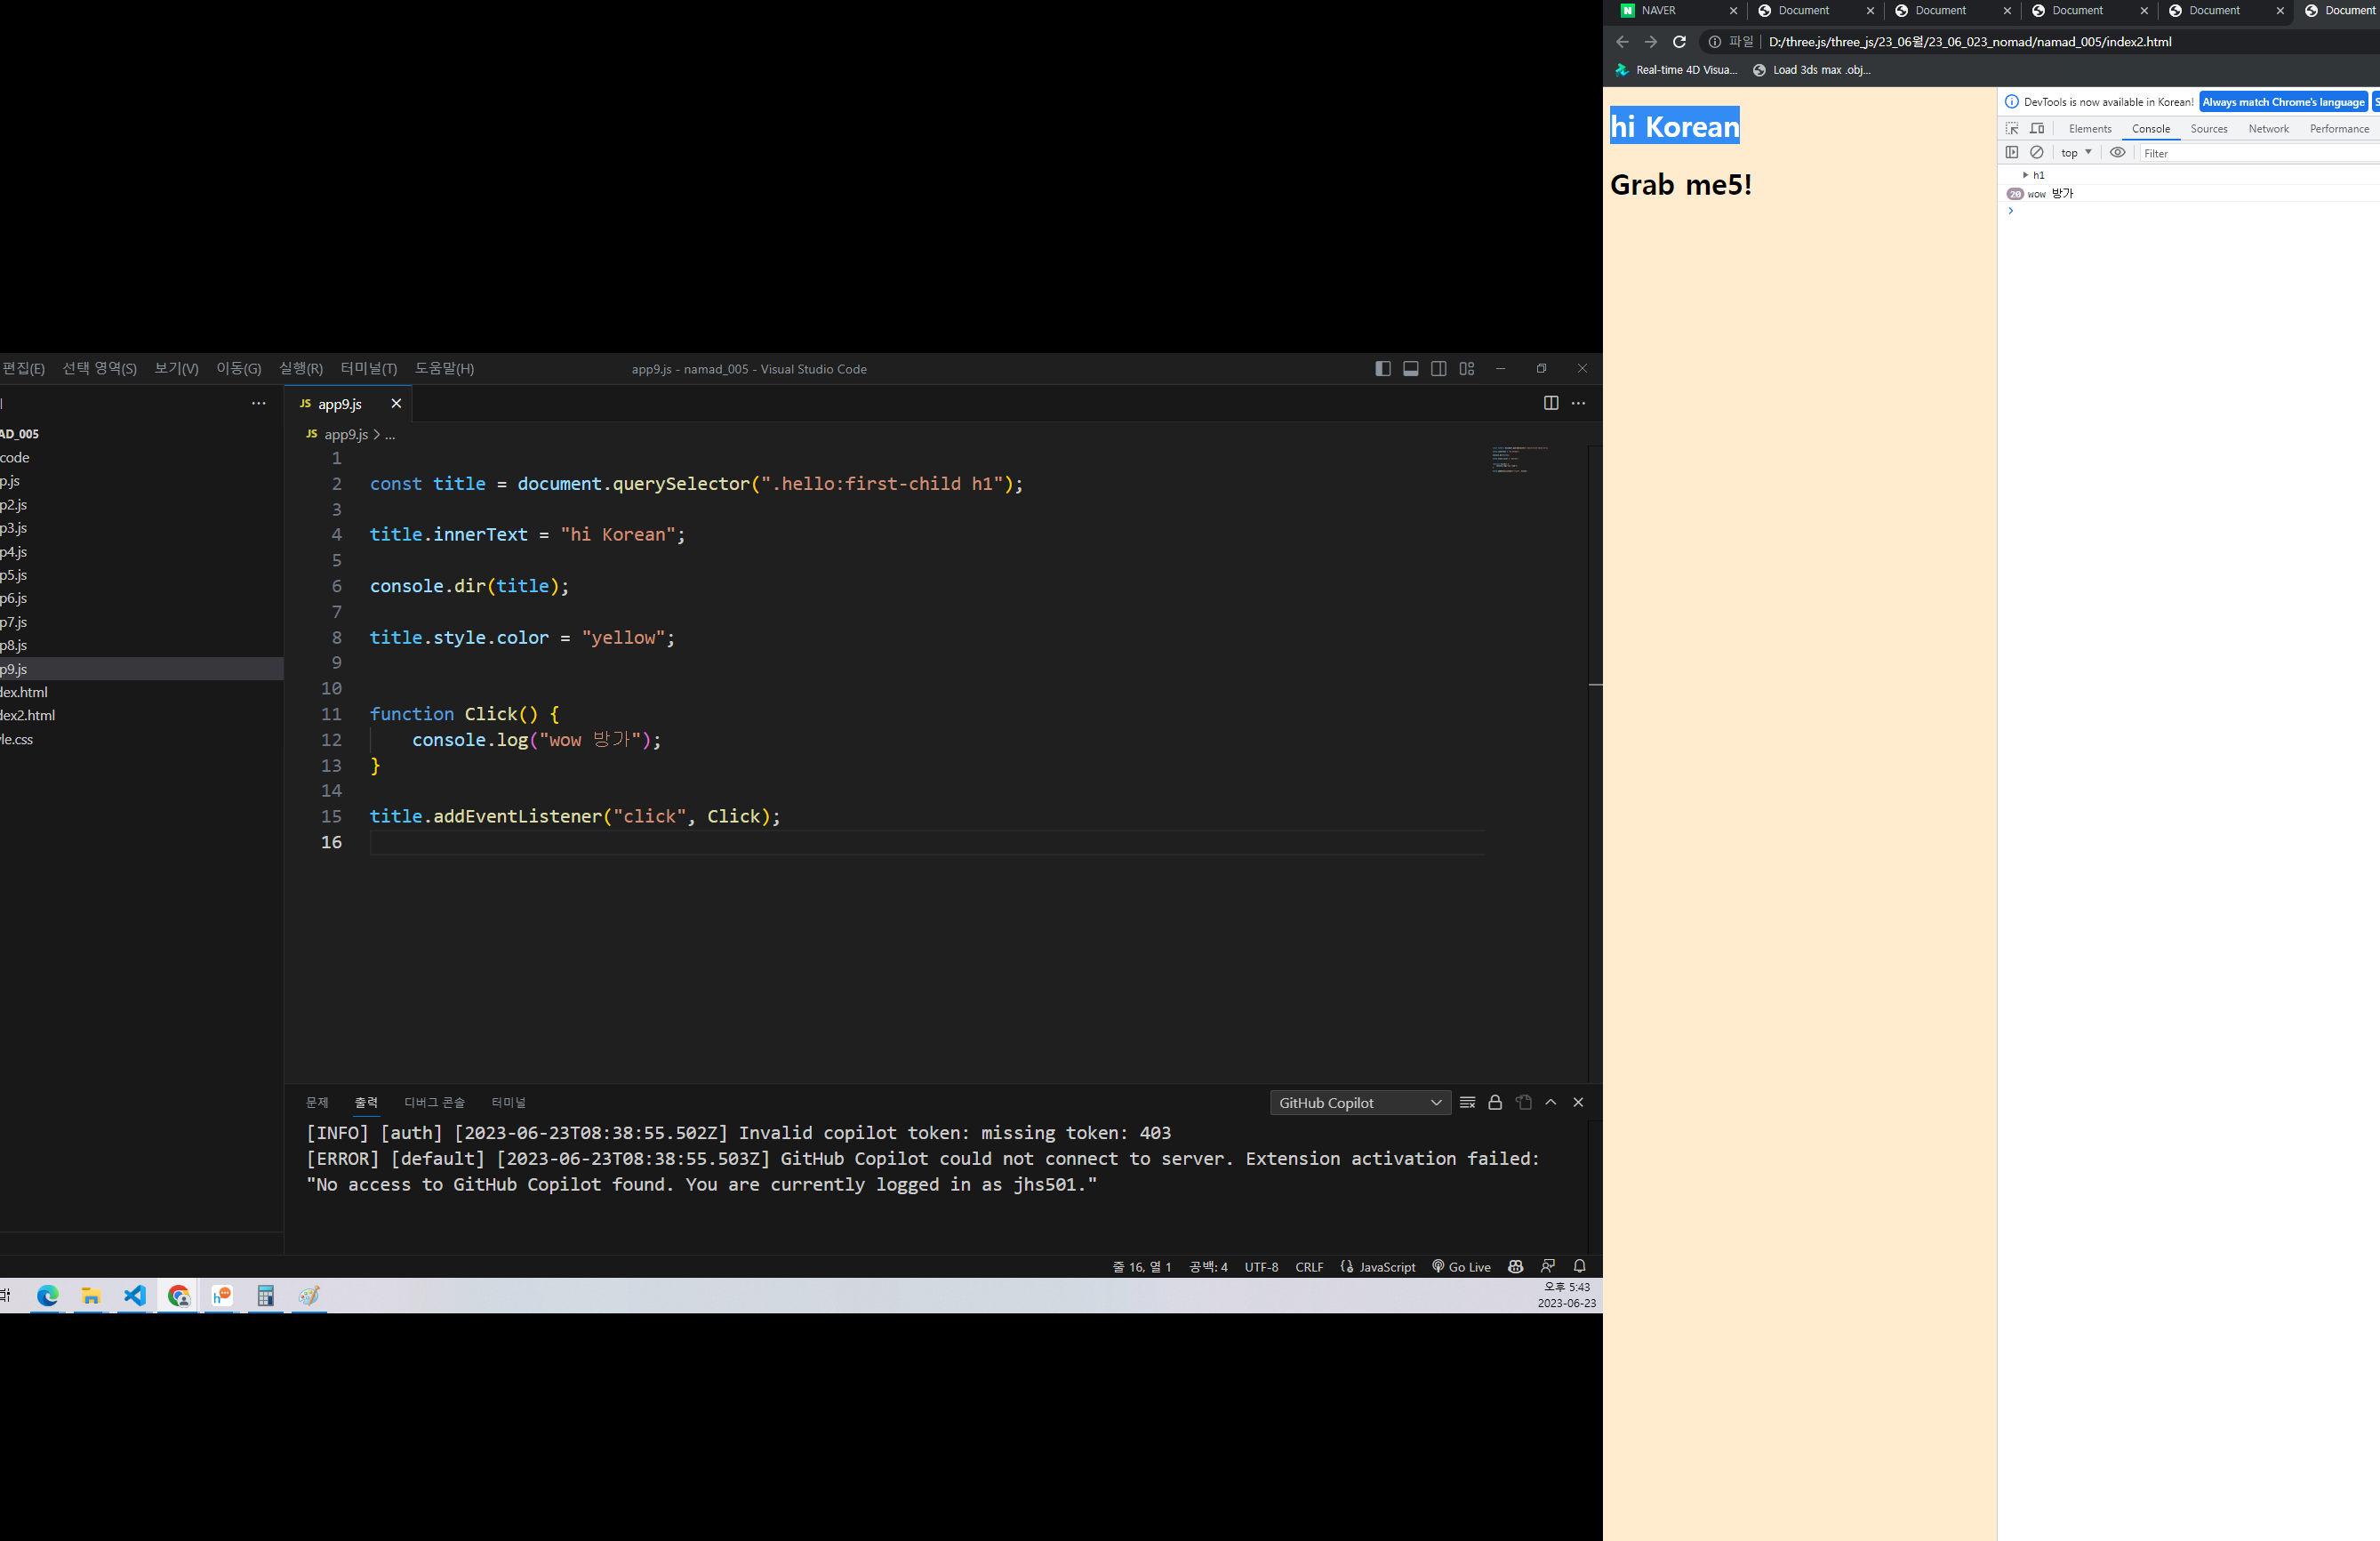 편집(E) 선택 영역(S) 보기(V) 이동(G) 실행(R) 터미널(T) 도움말(H) app9.js - namad_005 - Visual Studio Code
JS app9.js
AD_005
JS app9.js > ...
code
p.js
p2.js
p3.js
p4.js
p5.js
p6.js
p7.js
p8.js
p9.js
dex.html
dex2.html
le.css
1
2 const title = document.querySelector(".hello:first-child h1");
3
4 title.innerText = "hi Korean";
5
6 console.dir(title);
7
8 title.style.color = "yellow";
9
10
11 function Click() {
12 console.log("wow 방가");
13 }
14
15 title.addEventListener("click", Click);
16
문제 출력 디버그 콘솔 터미널 GitHub Copilot
[INFO] [auth] [2023-06-23T08:38:55.502Z] Invalid copilot token: missing token: 403
[ERROR] [default] [2023-06-23T08:38:55.503Z] GitHub Copilot could not connect to server. Extension activation failed:
"No access to GitHub Copilot found. You are currently logged in as jhs501."
줄 16, 열 1 공백: 4 UTF-8 CRLF JavaScript Go Live
오후 5:43
2023-06-23
NAVER Document Document Document Document Document
파일 D:/three.js/three_js/23_06월/23_06_023_nomad/namad_005/index2.html
Real-time 4D Visua... Load 3ds max .obj...
hi Korean
Grab me5!
DevTools is now available in Korean! Always match Chrome's language S
Elements Console Sources Network Performance
top Filter
h1
20 wow 방가